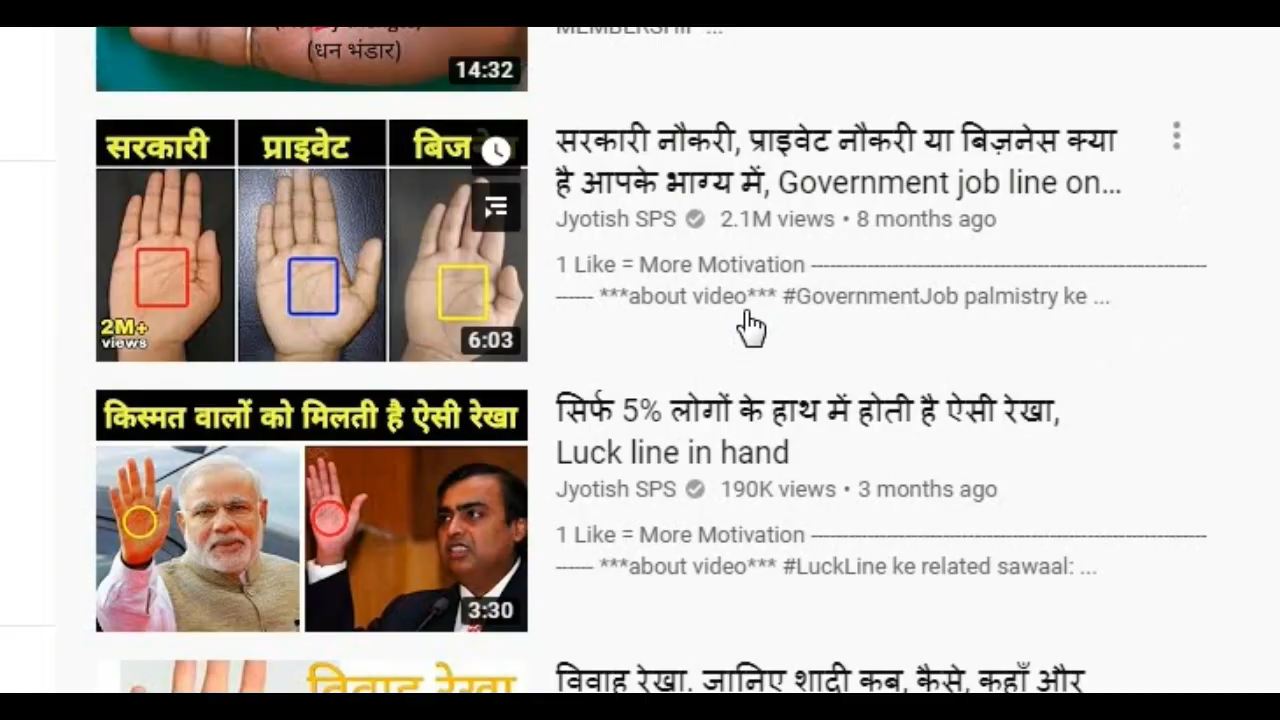 (धन भंडार)
14:32
MEMBERSHIP ...
सरकारी
प्राइवेट
बिज
2M+
views
6:03
सरकारी नौकरी, प्राइवेट नौकरी या बिज़नेस क्या
है आपके भाग्य में, Government job line on...
Jyotish SPS 2.1M views • 8 months ago
1 Like = More Motivation -----------------------------------------------------------
------ ***about video*** #GovernmentJob palmistry ke ...
किस्मत वालों को मिलती है ऐसी रेखा
3:30
सिर्फ 5% लोगों के हाथ में होती है ऐसी रेखा,
Luck line in hand
Jyotish SPS 190K views • 3 months ago
1 Like = More Motivation -----------------------------------------------------------
------ ***about video*** #LuckLine ke related sawaal: ...
विवाह रेखा
विवाह रेखा, जानिए शादी कब, कैसे, कहाँ और